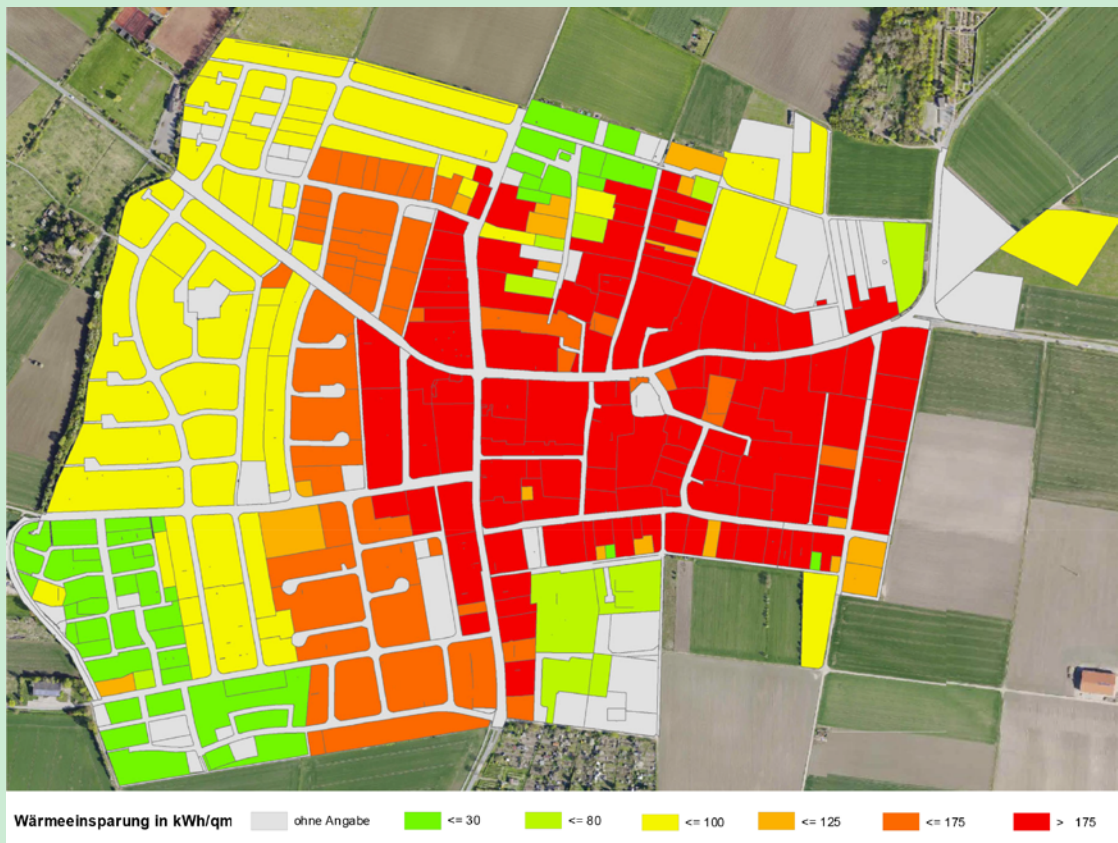 Wärmeeinsparung in kWh/qm ohne Angabe <= 30 <= 80 <= 100 <= 125 <= 175 > 175